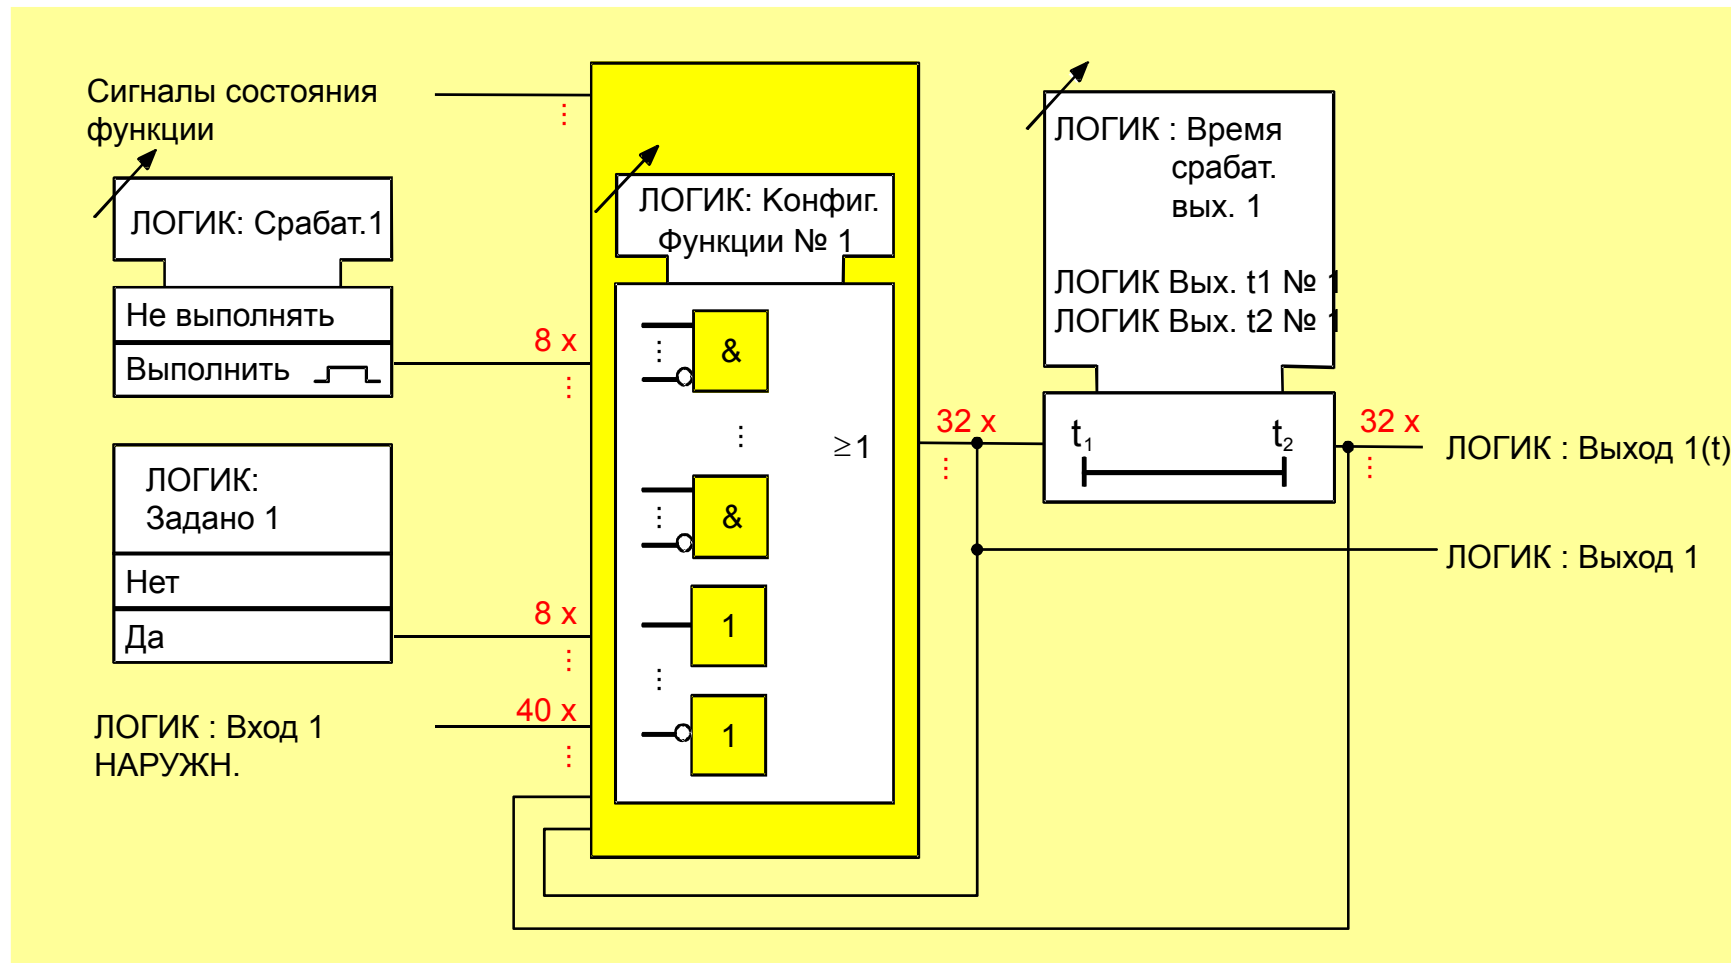 Сигналы состояния
функции
ЛОГИК: Срабат.1
Не выполнять
Выполнить
8 x
ЛОГИК:
Задано 1
Нет
Да
8 x
ЛОГИК : Вход 1
НАРУЖН.
40 x
ЛОГИК: Конфиг.
Функции № 1
&
&
≥1
1
1
32 x
ЛОГИК : Время
срабат.
вых. 1
ЛОГИК Вых. t1 № 1
ЛОГИК Вых. t2 № 1
t1
t2
32 x
ЛОГИК : Выход 1(t)
ЛОГИК : Выход 1